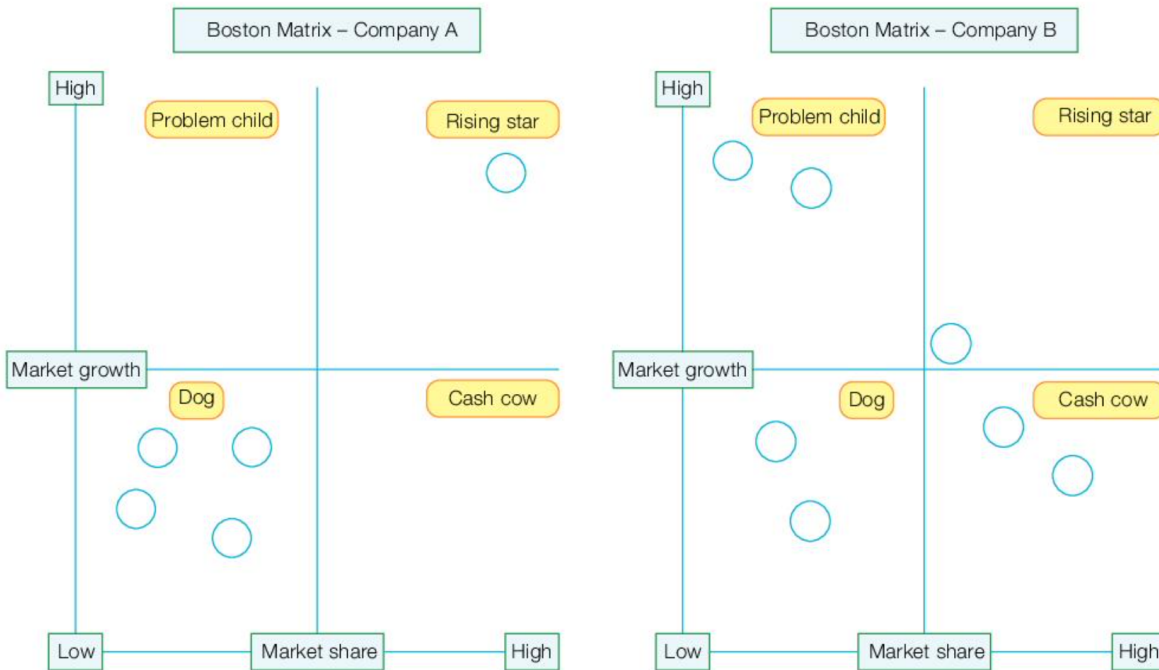 Boston Matrix – Company A
High
Problem child
Rising star
Market growth
Dog
Cash cow
Low
Market share
High
Boston Matrix – Company B
High
Problem child
Rising star
Market growth
Dog
Cash cow
Low
Market share
High